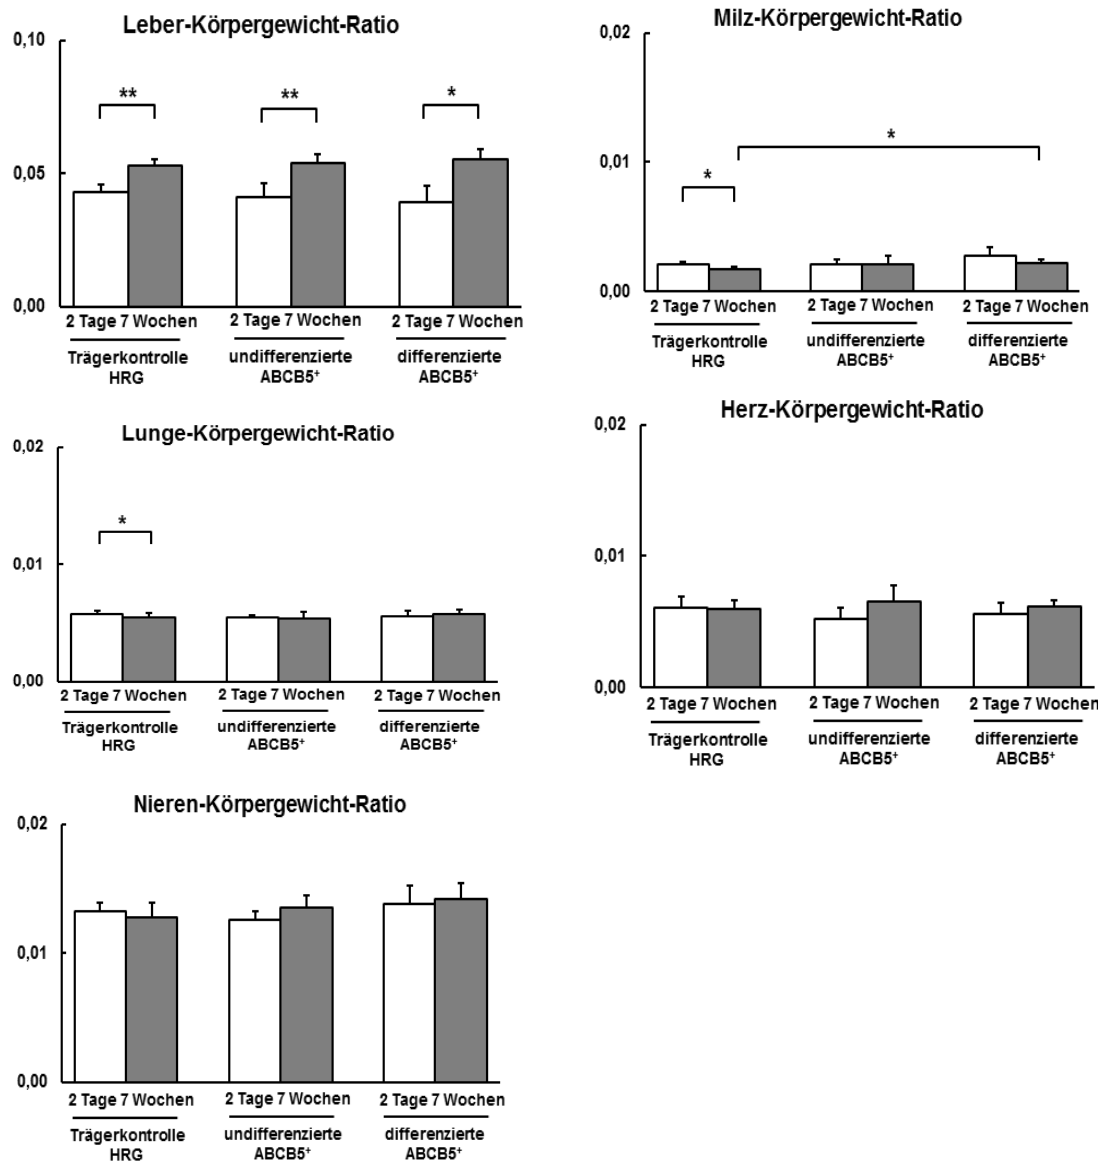 Leber-Körpergewicht-Ratio
0,10
**
**
*
0,05
0,00
2 Tage 7 Wochen 2 Tage 7 Wochen 2 Tage 7 Wochen
Trägerkontrolle HRG
undifferenzierte ABCB5⁺
differenzierte ABCB5⁺
Milz-Körpergewicht-Ratio
0,02
*
0,01
*
0,00
2 Tage 7 Wochen 2 Tage 7 Wochen 2 Tage 7 Wochen
Trägerkontrolle HRG
undifferenzierte ABCB5⁺
differenzierte ABCB5⁺
Lunge-Körpergewicht-Ratio
0,02
*
0,01
0,00
2 Tage 7 Wochen 2 Tage 7 Wochen 2 Tage 7 Wochen
Trägerkontrolle HRG
undifferenzierte ABCB5⁺
differenzierte ABCB5⁺
Herz-Körpergewicht-Ratio
0,02
0,01
0,00
2 Tage 7 Wochen 2 Tage 7 Wochen 2 Tage 7 Wochen
Trägerkontrolle HRG
undifferenzierte ABCB5⁺
differenzierte ABCB5⁺
Nieren-Körpergewicht-Ratio
0,02
0,01
0,00
2 Tage 7 Wochen 2 Tage 7 Wochen 2 Tage 7 Wochen
Trägerkontrolle HRG
undifferenzierte ABCB5⁺
differenzierte ABCB5⁺